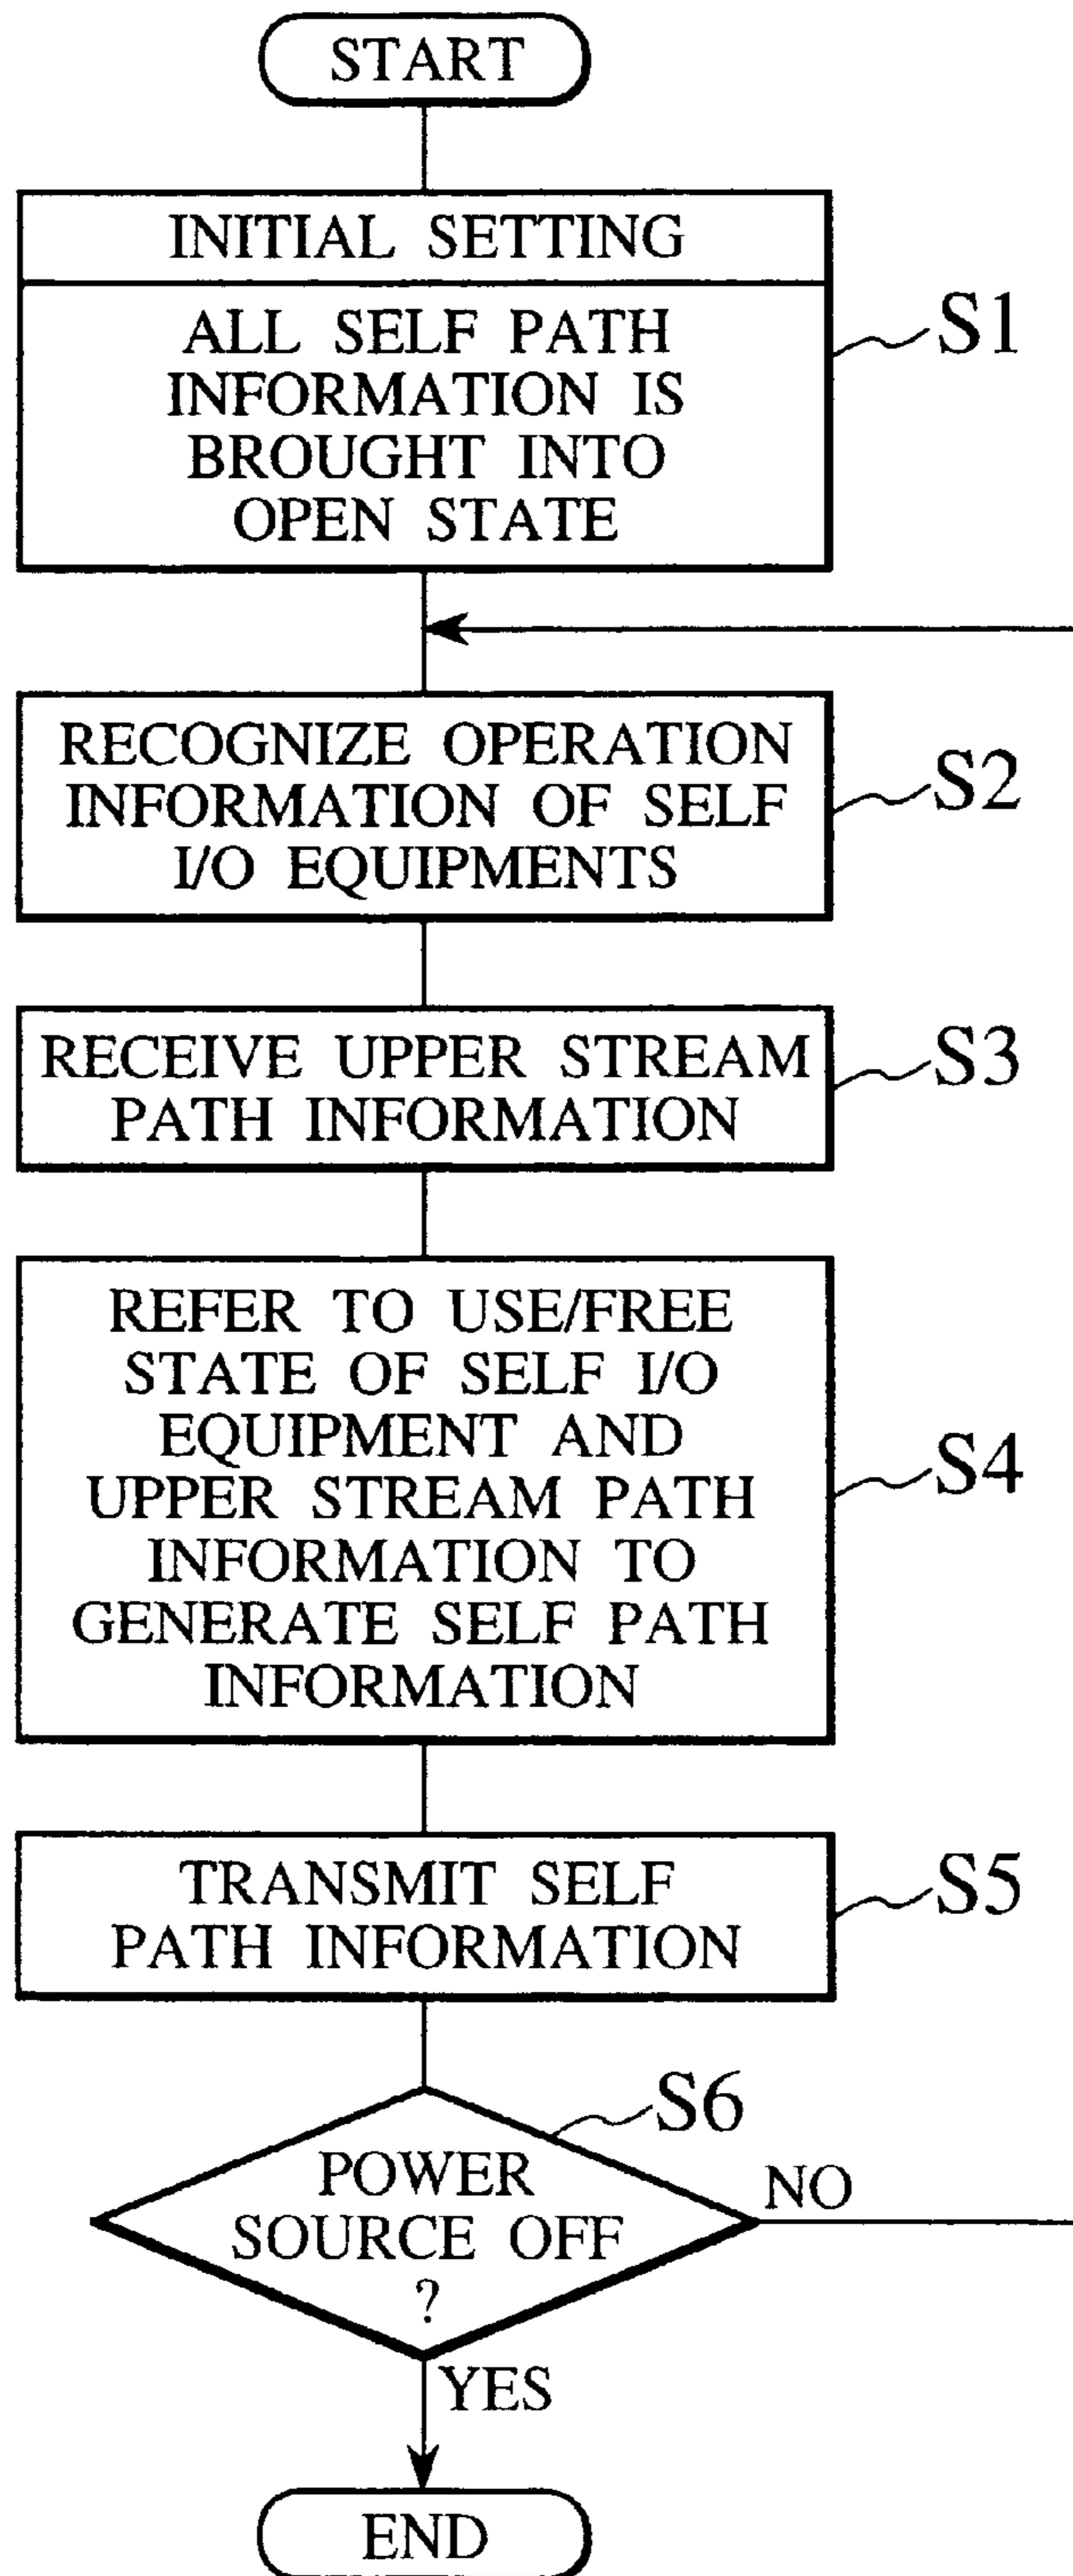 START
INITIAL SETTING
ALL SELF PATH
INFORMATION IS
BROUGHT INTO
OPEN STATE
S1
RECOGNIZE OPERATION
INFORMATION OF SELF
I/O EQUIPMENTS
S2
RECEIVE UPPER STREAM
PATH INFORMATION
S3
REFER TO USE/FREE
STATE OF SELF I/O
EQUIPMENT AND
UPPER STREAM PATH
INFORMATION TO
GENERATE SELF PATH
INFORMATION
S4
TRANSMIT SELF
PATH INFORMATION
S5
S6
POWER
SOURCE OFF
?
NO
YES
END